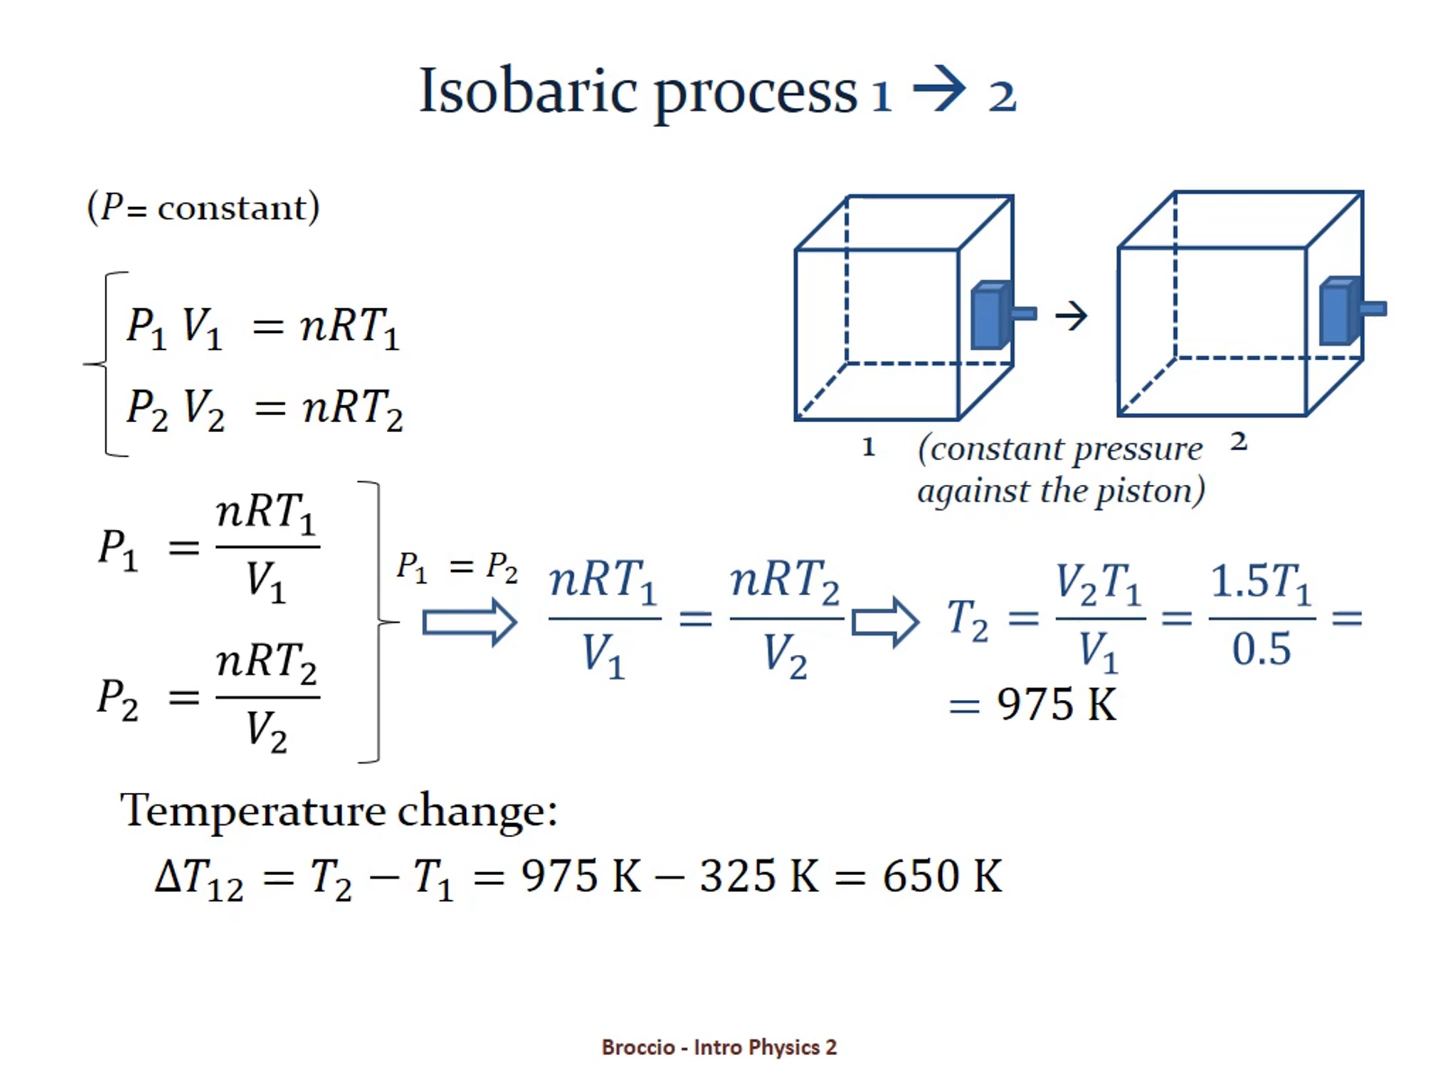 Isobaric process 1 → 2
(P= constant)
P₁ V₁ = nRT₁
P₂ V₂ = nRT₂
1 (constant pressure 2
against the piston)
P₁ = nRT₁/V₁
P₂ = nRT₂/V₂
P₁ = P₂
nRT₁/V₁ = nRT₂/V₂ ⇨ T₂ = V₂T₁/V₁ = 1.5T₁/0.5 =
= 975 K
Temperature change:
ΔT₁₂ = T₂ − T₁ = 975 K − 325 K = 650 K
Broccio - Intro Physics 2